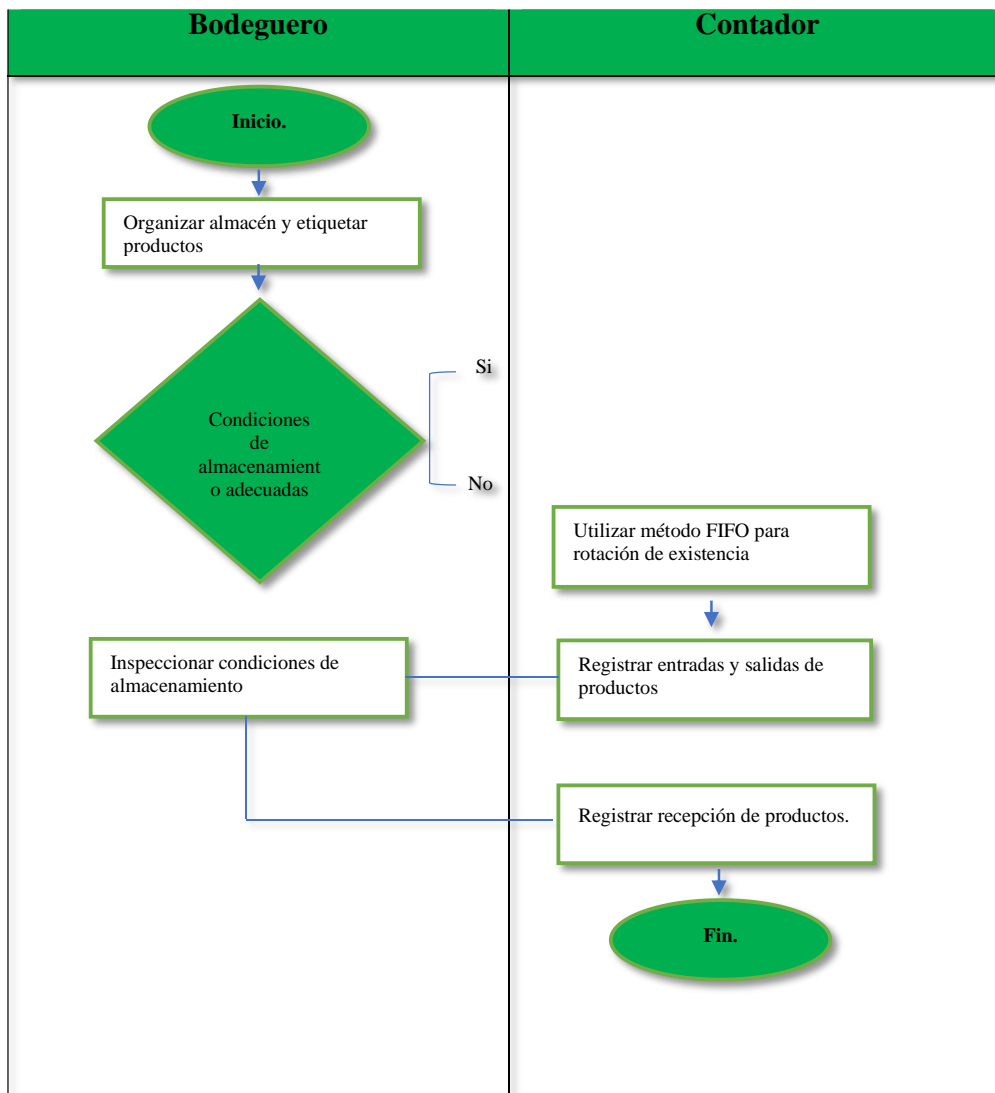 Bodeguero
Contador
Inicio.
Organizar almacén y etiquetar
productos
Si
Condiciones
de
almacenamient
o adecuadas
No
Utilizar método FIFO para
rotación de existencia
Inspeccionar condiciones de
almacenamiento
Registrar entradas y salidas de
productos
Registrar recepción de productos.
Fin.